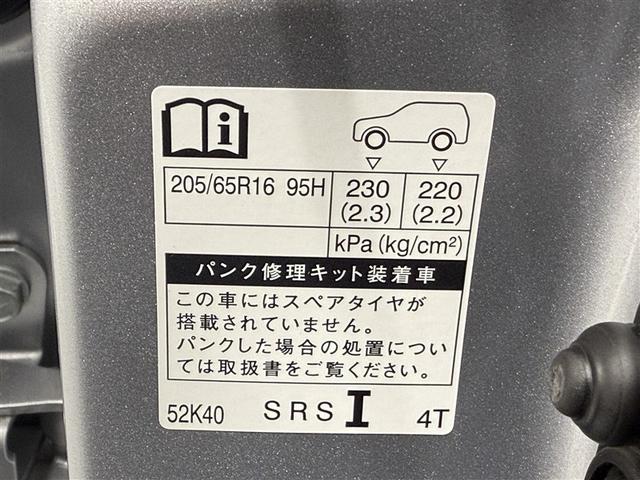 205/65R16 95H 230 (2.3) 220 (2.2)
kPa (kg/cm²)
パンク修理キット装着車
この車にはスペアタイヤが
搭載されていません。
パンクした場合の処置につい
ては取扱書をご覧ください。
52K40 SRS I 4T